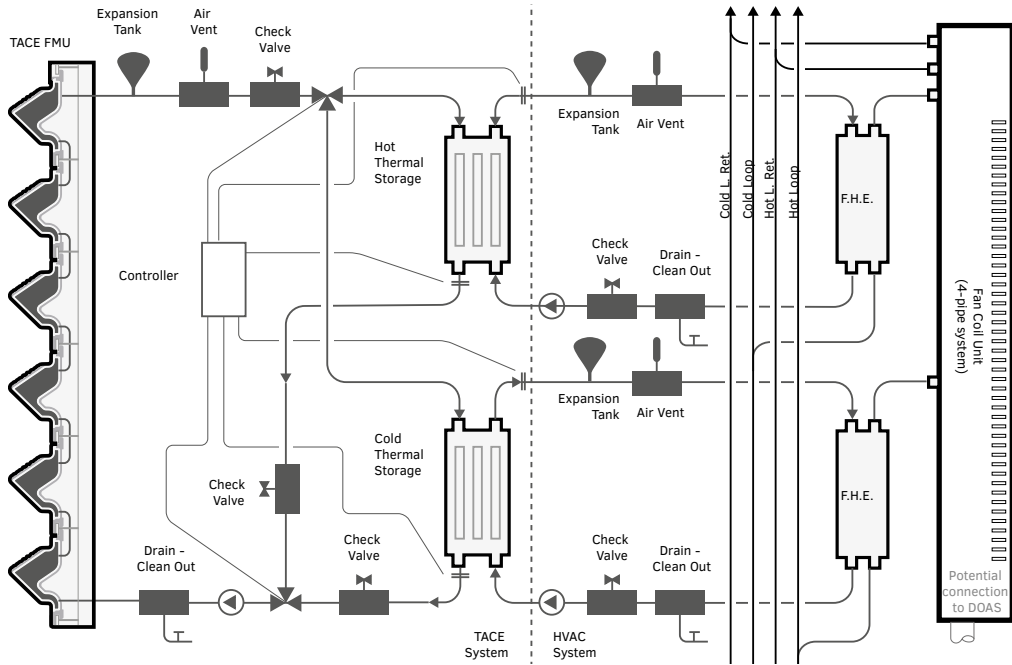 TACE FMU
Expansion
Tank
Air
Vent
Check
Valve
Expansion
Tank
Air Vent
Hot
Thermal
Storage
Cold L. Ret.
Cold Loop
Hot L. Ret.
Hot Loop
F.H.E.
Controller
Check
Valve
Drain -
Clean Out
Fan Coil Unit
(4-pipe system)
Expansion
Tank
Air Vent
Cold
Thermal
Storage
Check
Valve
F.H.E.
Drain -
Clean Out
Check
Valve
Check
Valve
Drain -
Clean Out
Potential
connection
to DOAS
TACE
System
HVAC
System